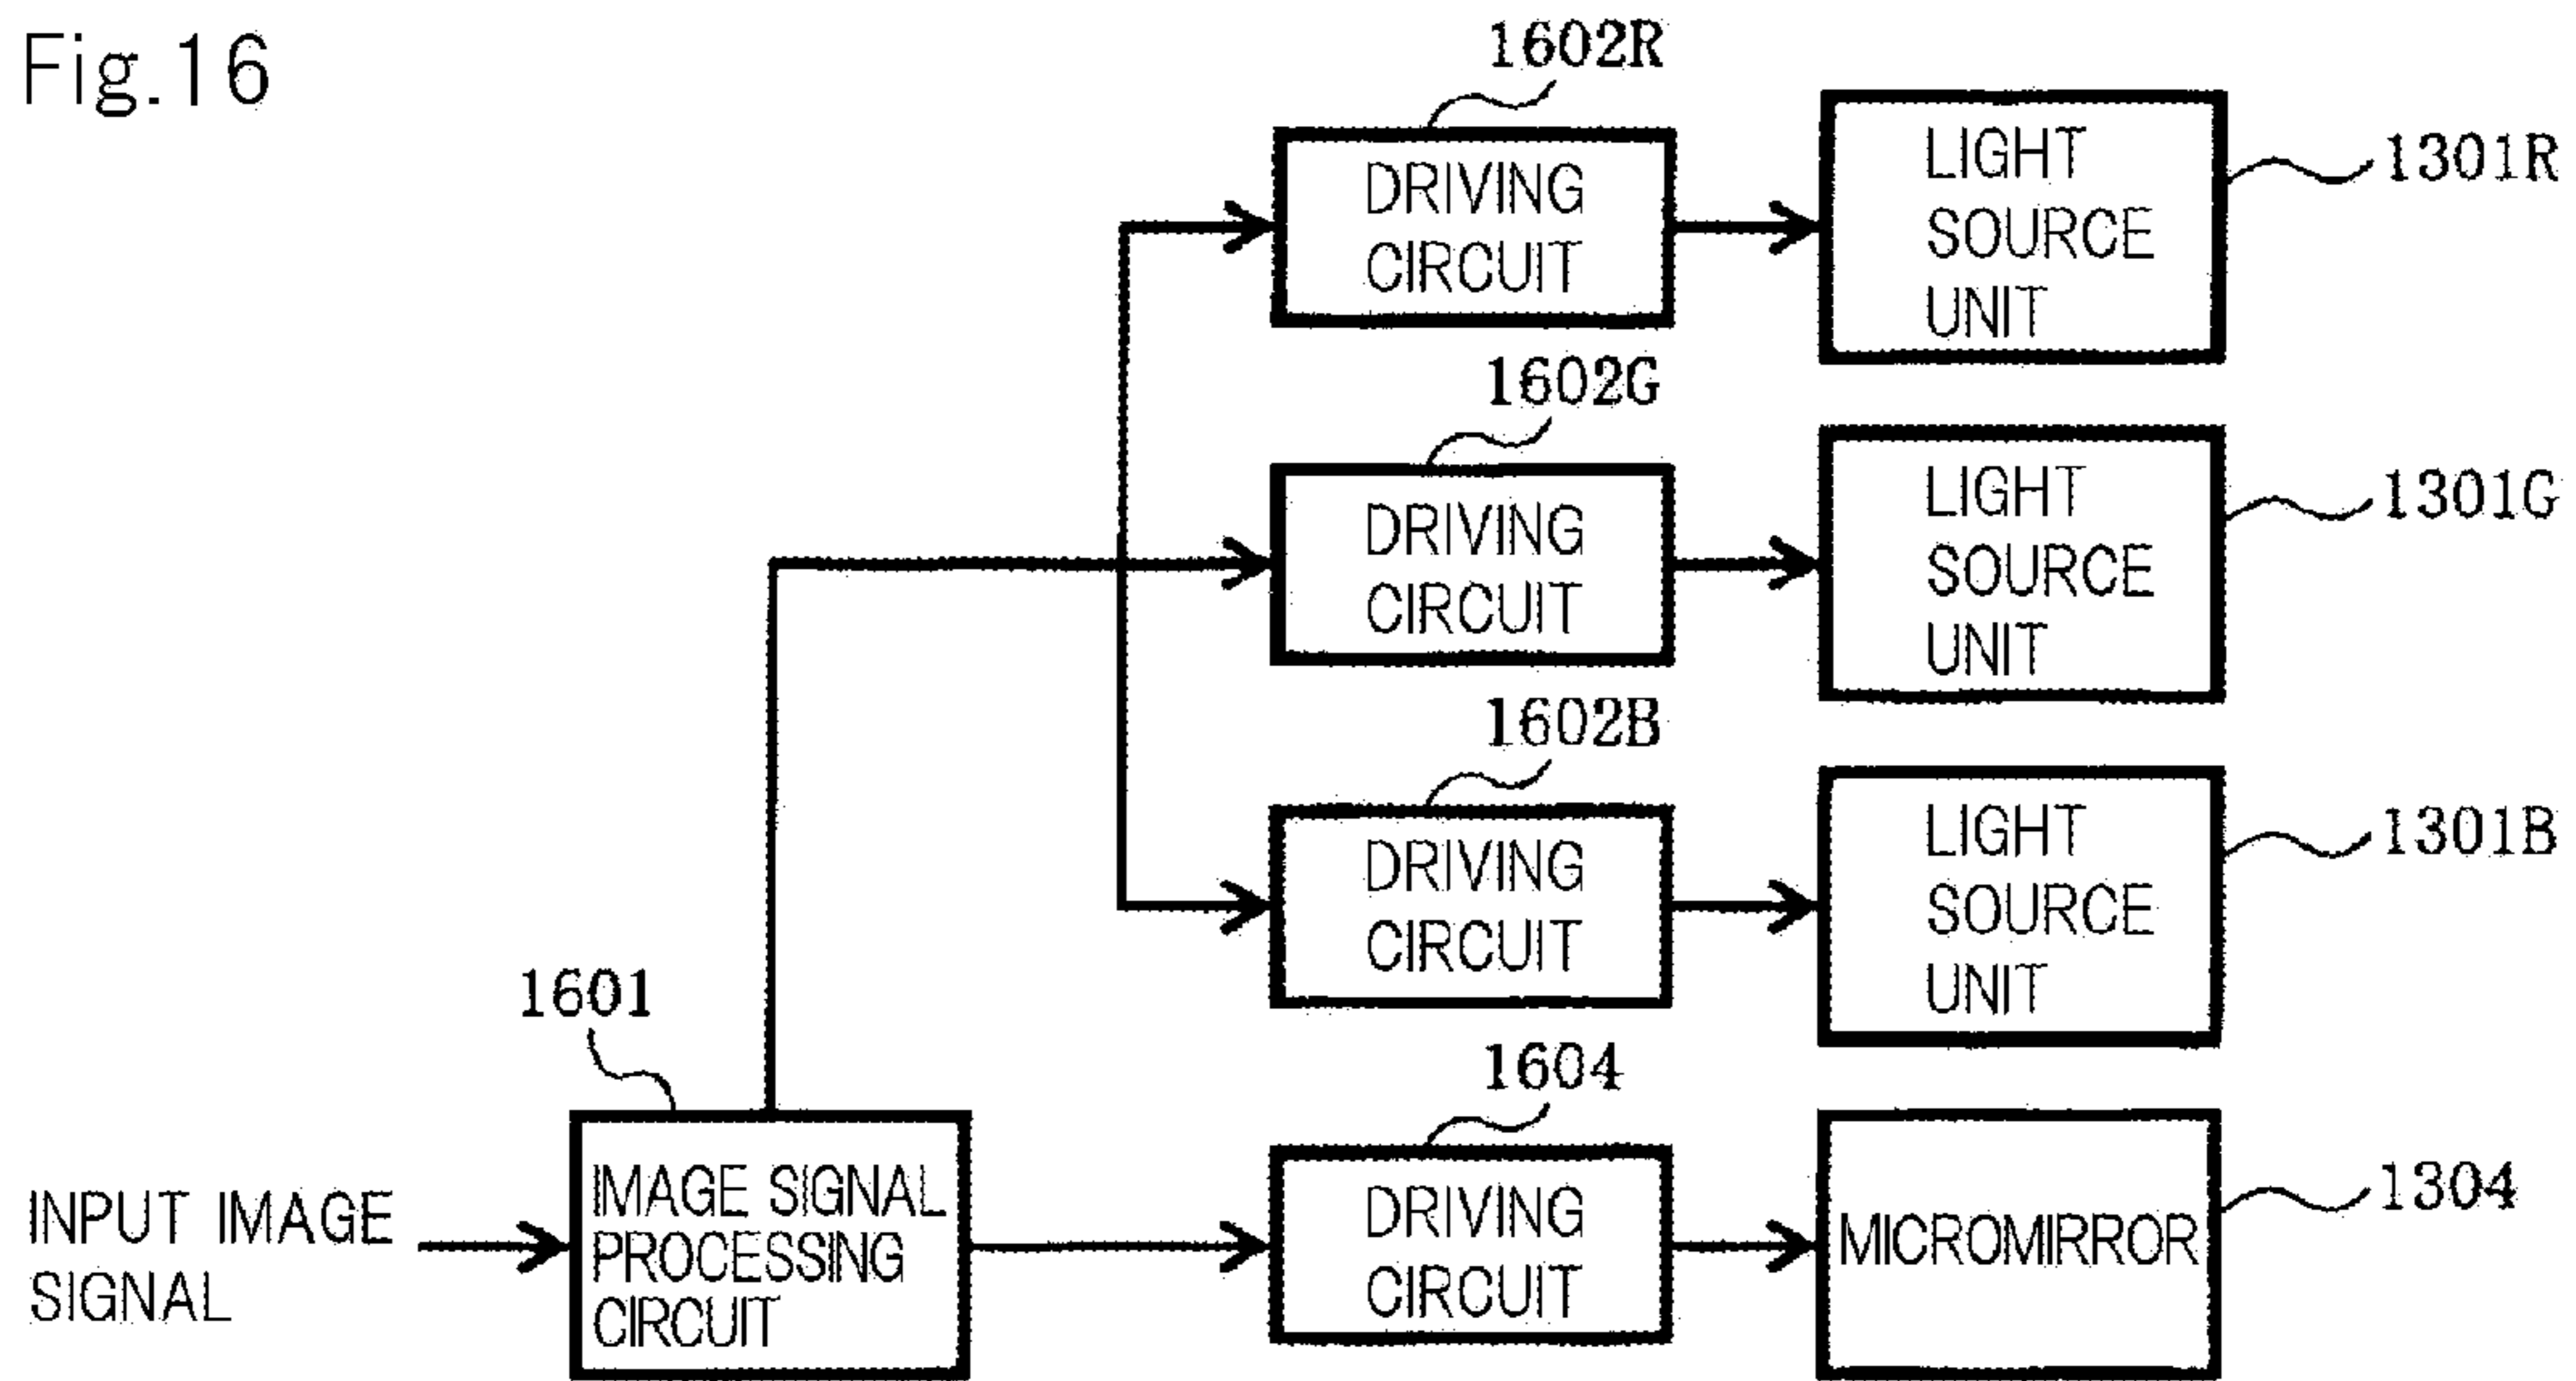 Fig.16
1602R
DRIVING
CIRCUIT
LIGHT
SOURCE
UNIT
1301R
1602G
DRIVING
CIRCUIT
LIGHT
SOURCE
UNIT
1301G
1602B
DRIVING
CIRCUIT
LIGHT
SOURCE
UNIT
1301B
1601
INPUT IMAGE
SIGNAL
IMAGE SIGNAL
PROCESSING
CIRCUIT
1604
DRIVING
CIRCUIT
MICROMIRROR
1304